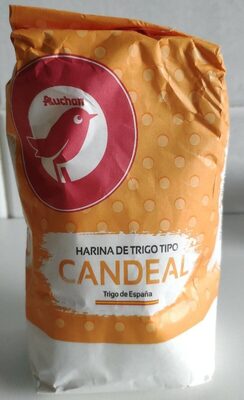 Auchan
HARINA DE TRIGO TIPO
CANDEAL
Trigo de España